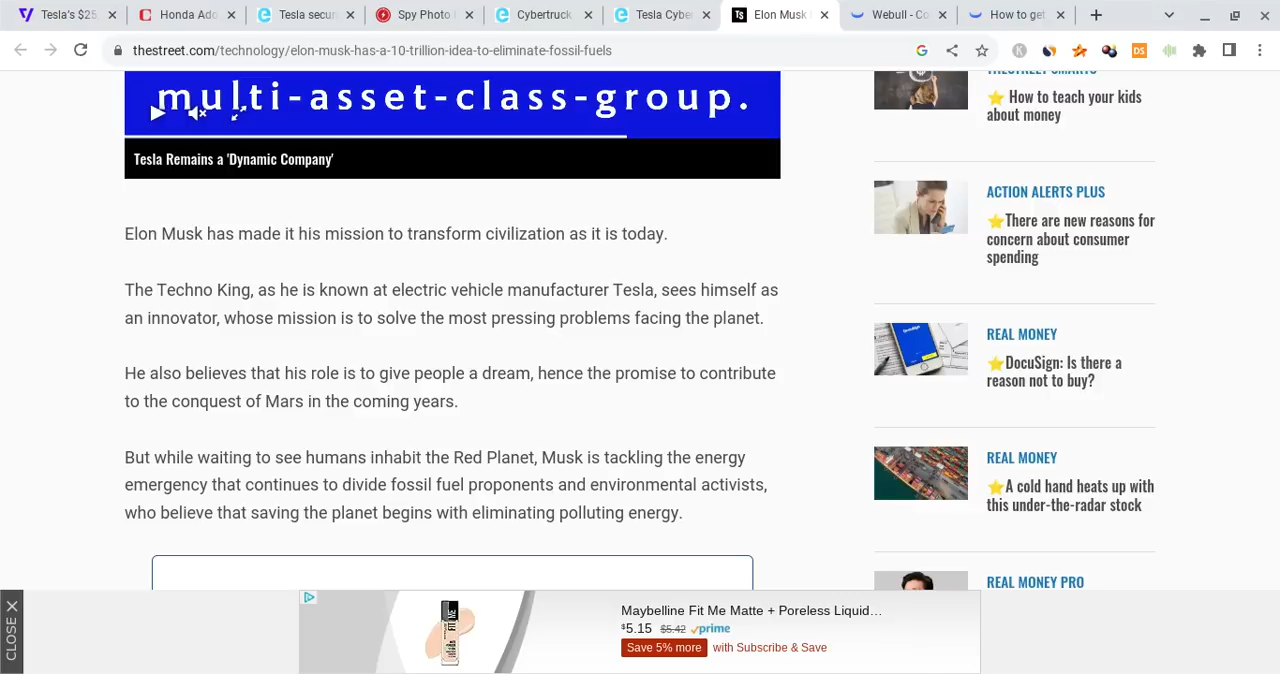 Tesla's $25
Honda Ado
Tesla secur
Spy Photo
Cybertruck
Tesla Cybe
Elon Musk
Webull - Co
How to get
thestreet.com/technology/elon-musk-has-a-10-trillion-idea-to-eliminate-fossil-fuels
multi-asset-class-group.
Tesla Remains a 'Dynamic Company'
Elon Musk has made it his mission to transform civilization as it is today.
The Techno King, as he is known at electric vehicle manufacturer Tesla, sees himself as
an innovator, whose mission is to solve the most pressing problems facing the planet.
He also believes that his role is to give people a dream, hence the promise to contribute
to the conquest of Mars in the coming years.
But while waiting to see humans inhabit the Red Planet, Musk is tackling the energy
emergency that continues to divide fossil fuel proponents and environmental activists,
who believe that saving the planet begins with eliminating polluting energy.
THESTREET SMARTS
How to teach your kids
about money
ACTION ALERTS PLUS
There are new reasons for
concern about consumer
spending
REAL MONEY
DocuSign: Is there a
reason not to buy?
REAL MONEY
A cold hand heats up with
this under-the-radar stock
REAL MONEY PRO
CLOSE
Maybelline Fit Me Matte + Poreless Liquid…
$5.15 $5.42 prime
Save 5% more with Subscribe & Save